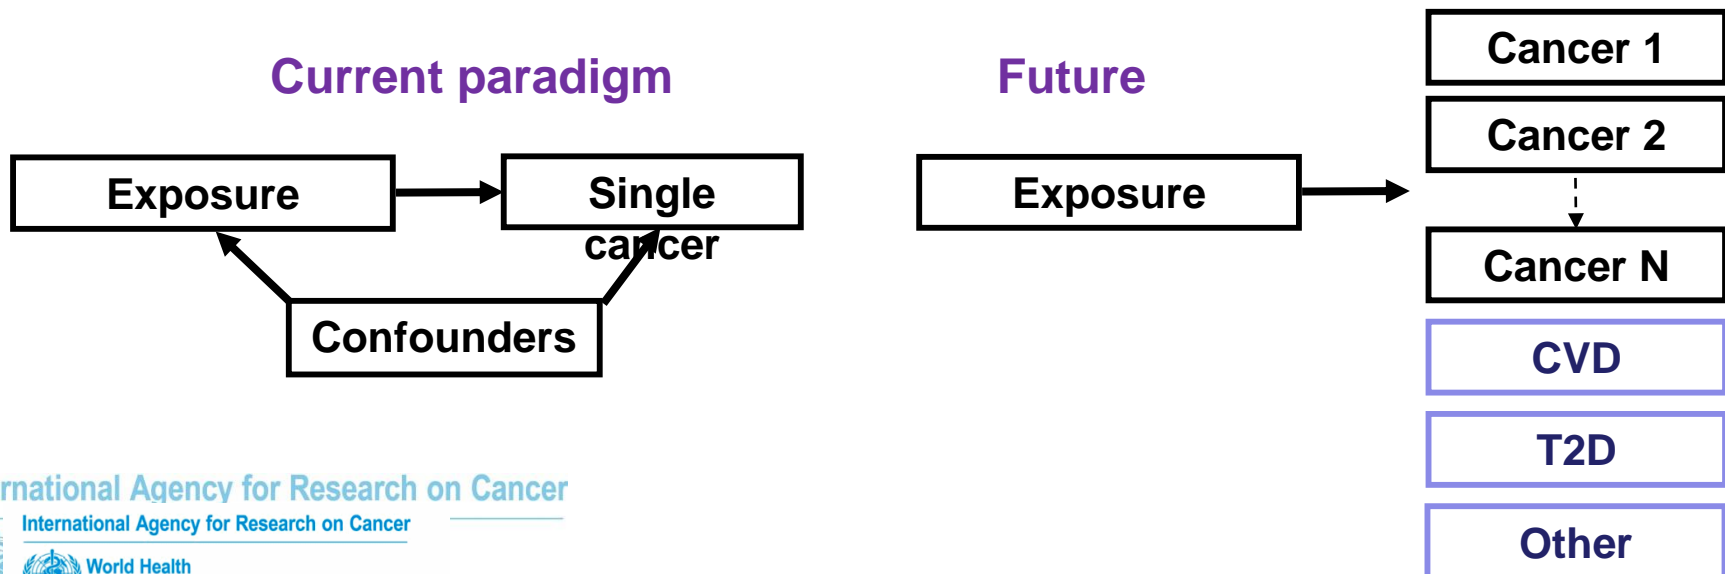 Current paradigm
Exposure
Single
cancer
Confounders
Future
Exposure
Cancer 1
Cancer 2
Cancer N
CVD
T2D
Other
rnational Agency for Research on Cancer
International Agency for Research on Cancer
World Health